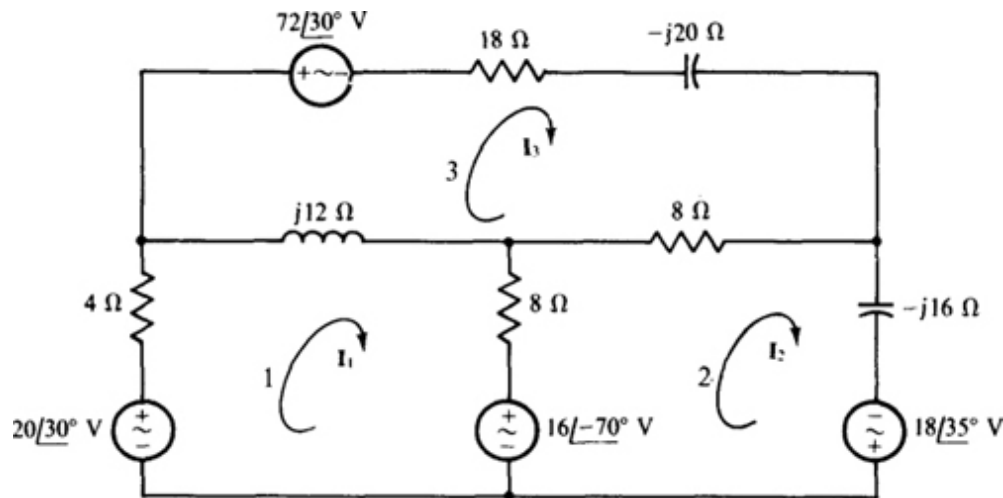 72/30° V
18 Ω
−j20 Ω
+ ~ −
I₃
3
j12 Ω
8 Ω
4 Ω
8 Ω
−j16 Ω
I₁
1
I₂
2
20/30° V
+
~
−
+
~
−
16/−70° V
−
~
+
18/35° V